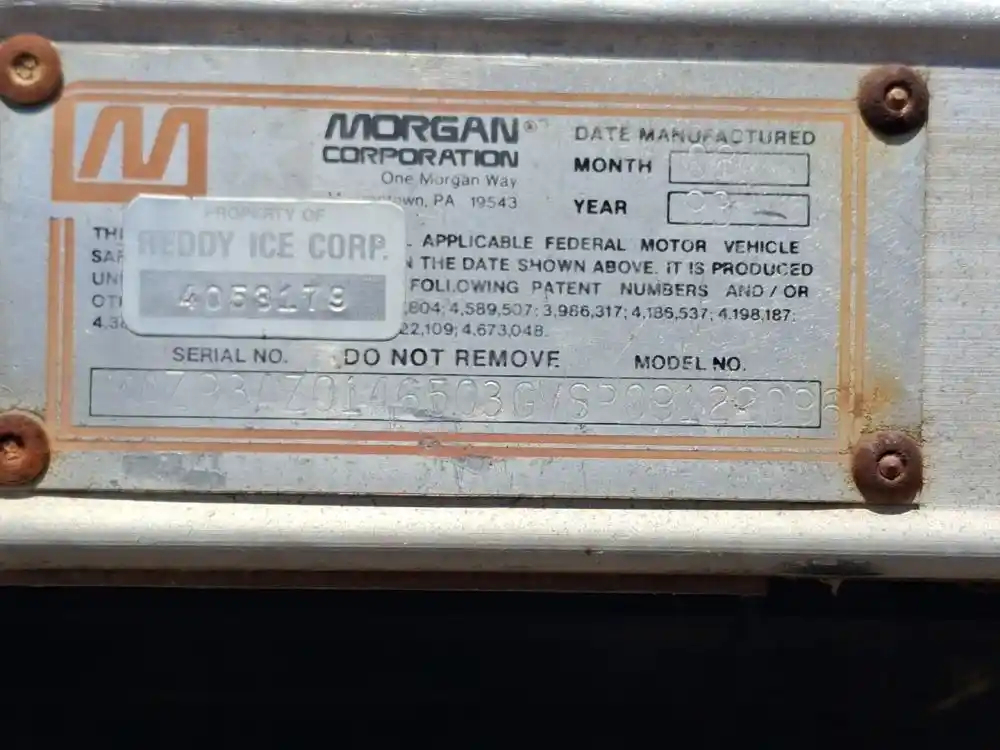 M
MORGAN®
CORPORATION
One Morgan Way
PA 19543
DATE MANUFACTURED
MONTH
YEAR 03
PROPERTY OF
REDDY ICE CORP.
4058179
APPLICABLE FEDERAL MOTOR VEHICLE
THE DATE SHOWN ABOVE. IT IS PRODUCED
FOLLOWING PATENT NUMBERS AND/OR
,804; 4,589,507; 3,986,317; 4,186,537; 4,198,187;
22,109; 4,673,048.
SERIAL NO. DO NOT REMOVE MODEL NO.